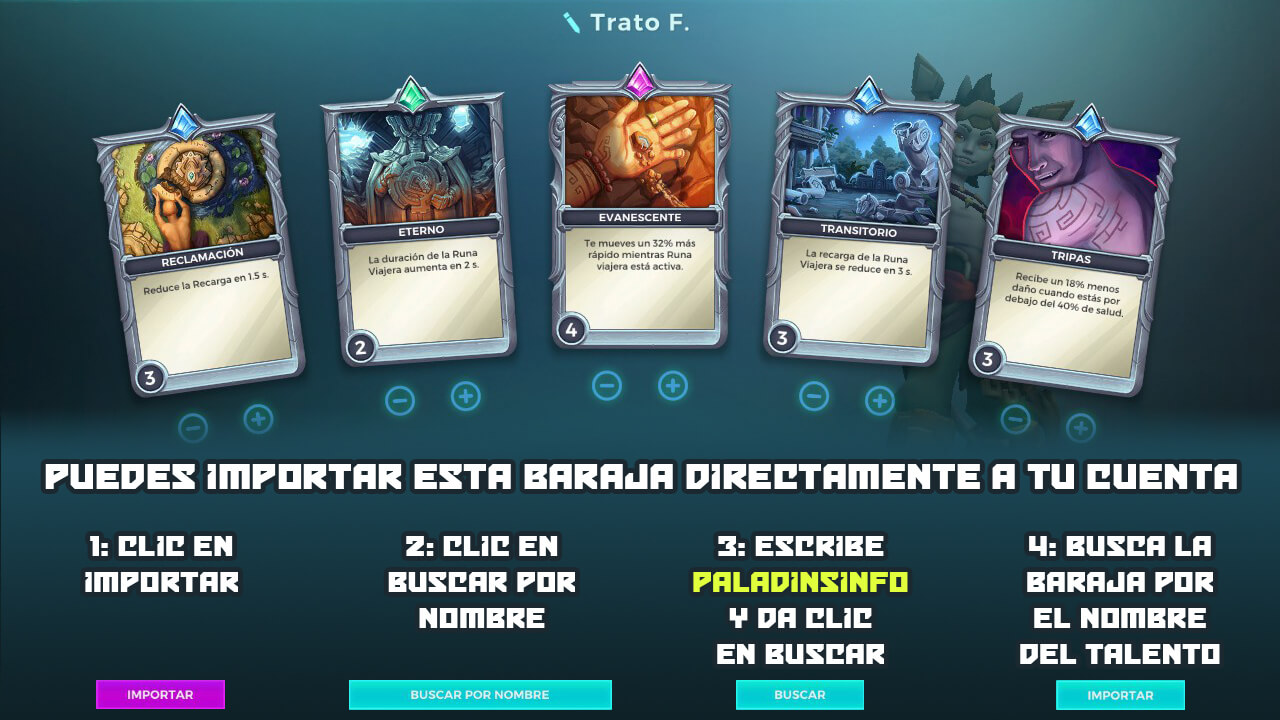 Trato F.
RECLAMACIÓN
Reduce la Recarga en 1.5 s.
3
ETERNO
La duración de la Runa
Viajera aumenta en 2 s.
2
EVANESCENTE
Te mueves un 32% más
rápido mientras Runa
viajera está activa.
4
TRANSITORIO
La recarga de la Runa
Viajera se reduce en 3 s.
3
TRIPAS
Recibe un 18% menos
daño cuando estás por
debajo del 40% de salud.
3
PUEDES IMPORTAR ESTA BARAJA DIRECTAMENTE A TU CUENTA
1: CLIC EN
IMPORTAR
IMPORTAR
2: CLIC EN
BUSCAR POR
NOMBRE
BUSCAR POR NOMBRE
3: ESCRIBE
PALADINSINFO
Y DA CLIC
EN BUSCAR
BUSCAR
4: BUSCA LA
BARAJA POR
EL NOMBRE
DEL TALENTO
IMPORTAR